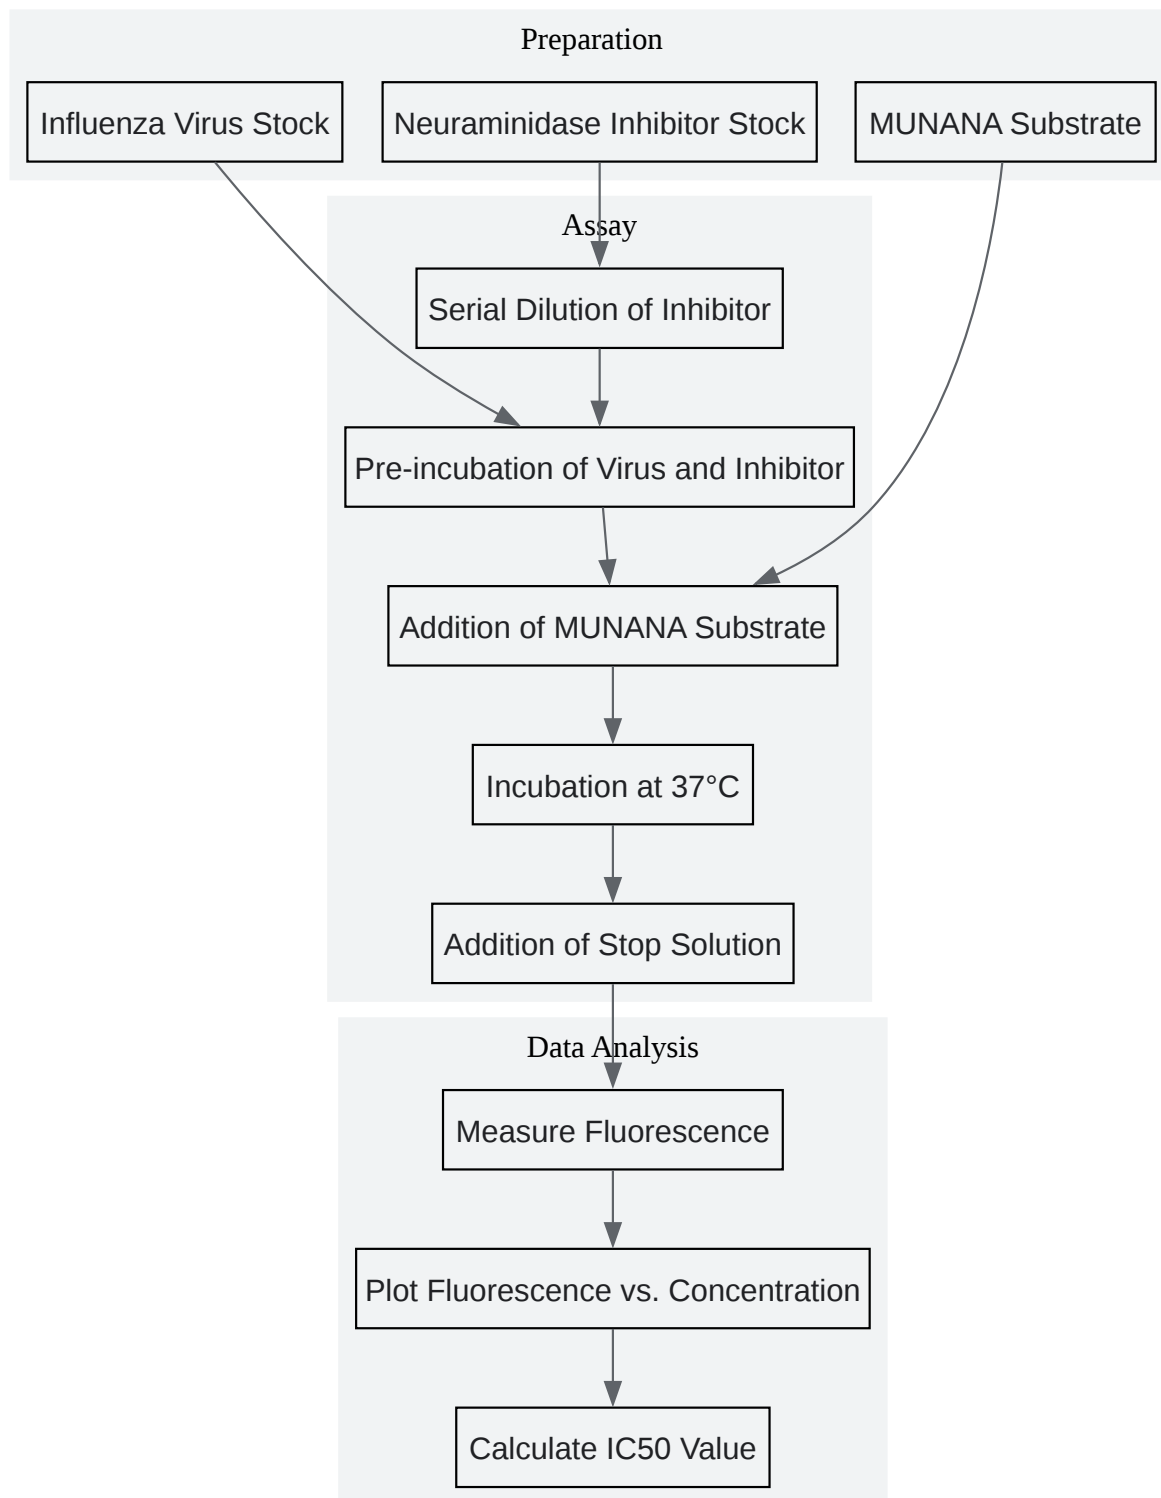 Preparation
Influenza Virus Stock
Neuraminidase Inhibitor Stock
MUNANA Substrate
Assay
Serial Dilution of Inhibitor
Pre-incubation of Virus and Inhibitor
Addition of MUNANA Substrate
Incubation at 37°C
Addition of Stop Solution
Data Analysis
Measure Fluorescence
Plot Fluorescence vs. Concentration
Calculate IC50 Value